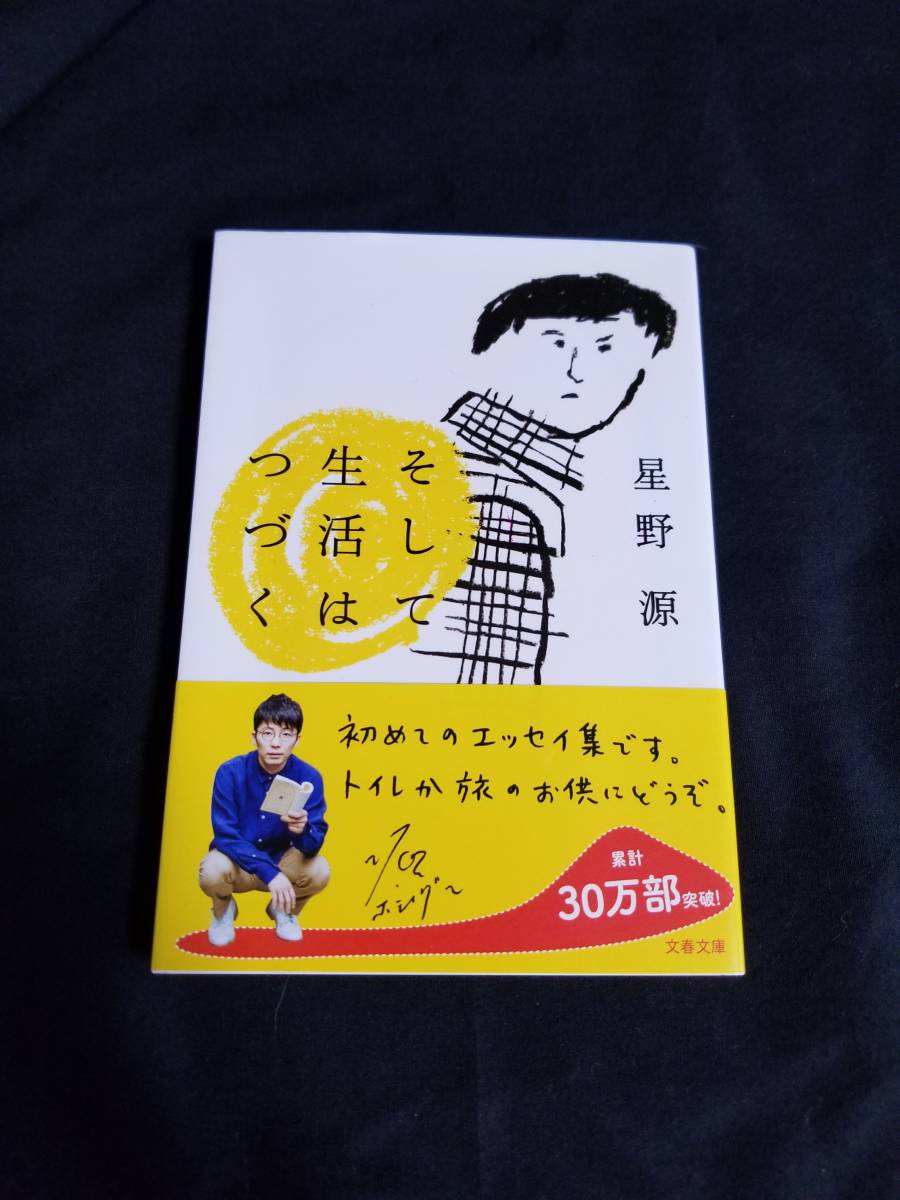 星野 源
そして
生活は
つづく
初めてのエッセイ集です。
トイレか旅のお供にどうぞ。
累計
30万部突破!
文春文庫